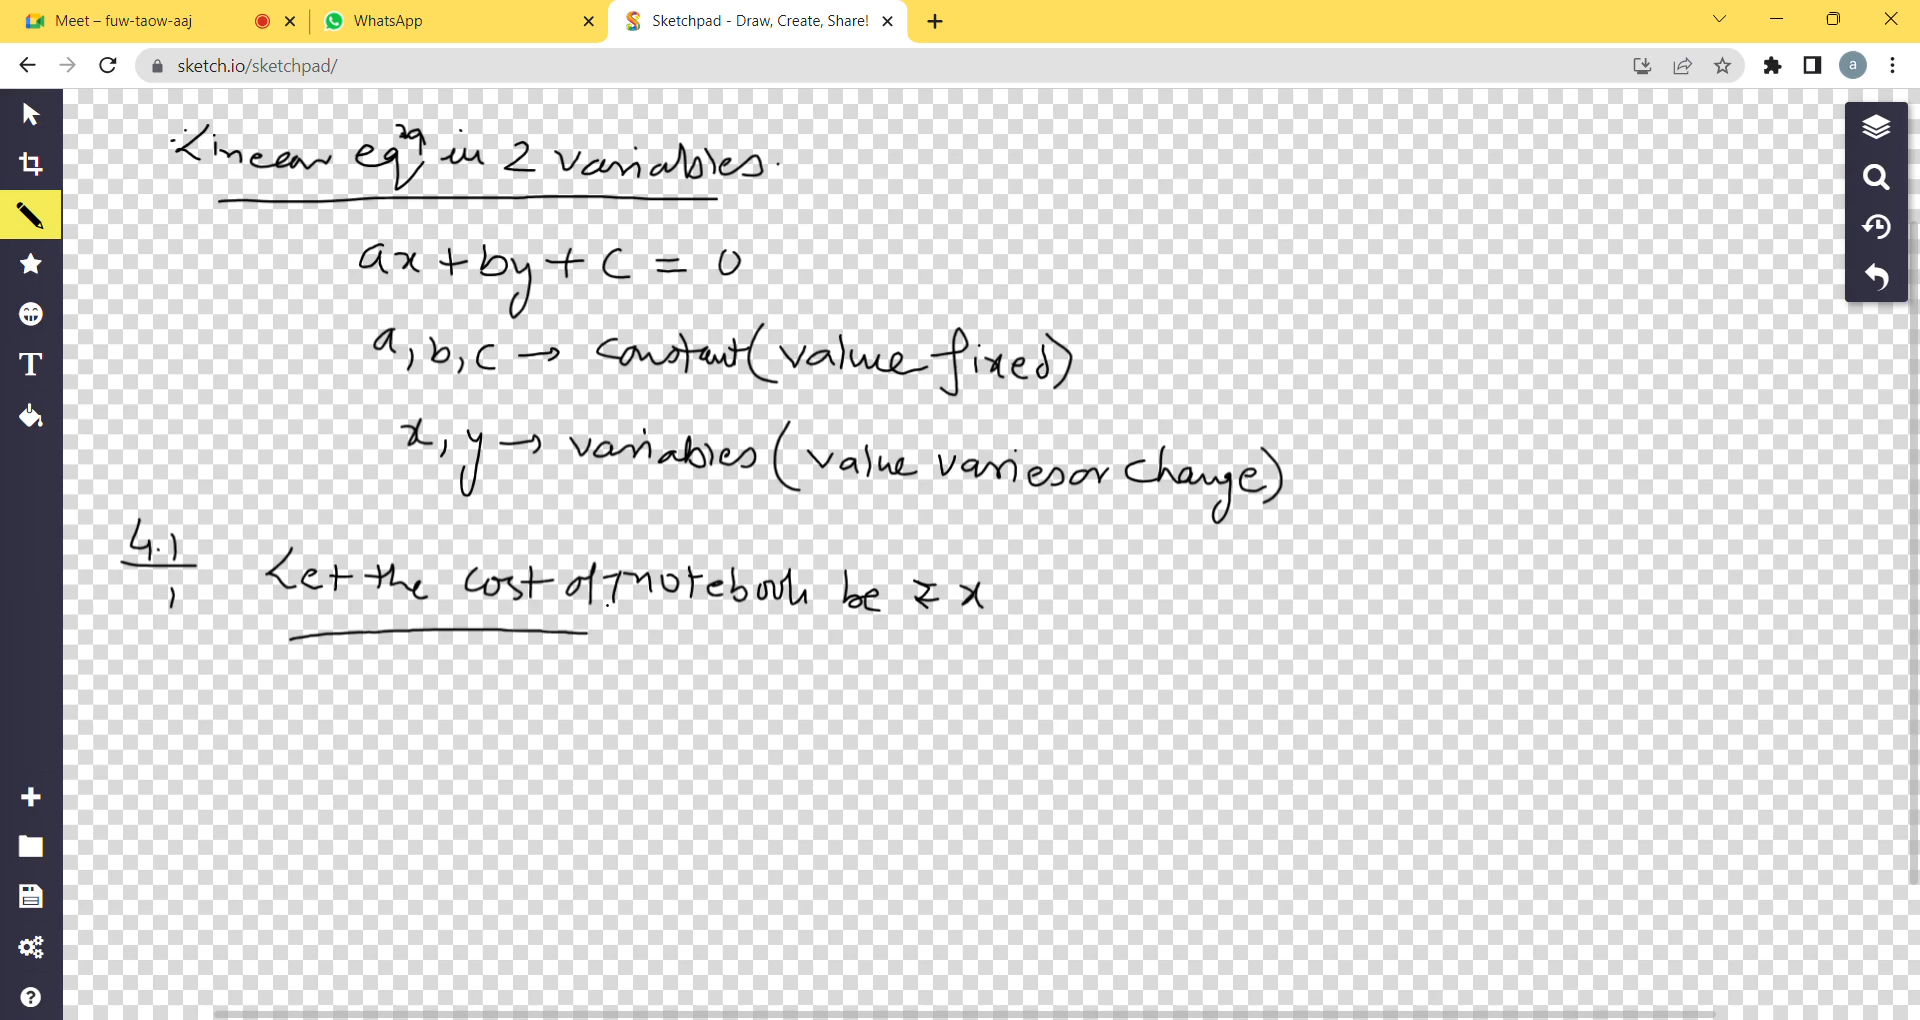 Meet – fuw-taow-aaj
WhatsApp
Sketchpad - Draw, Create, Share!
sketch.io/sketchpad/
a
T
Linear eqn in 2 variables.
ax + by + c = 0
a, b, c → constant (value fixed)
x, y → variables (value varies or change)
4.1
1
Let the cost of 1 notebook be ₹ x